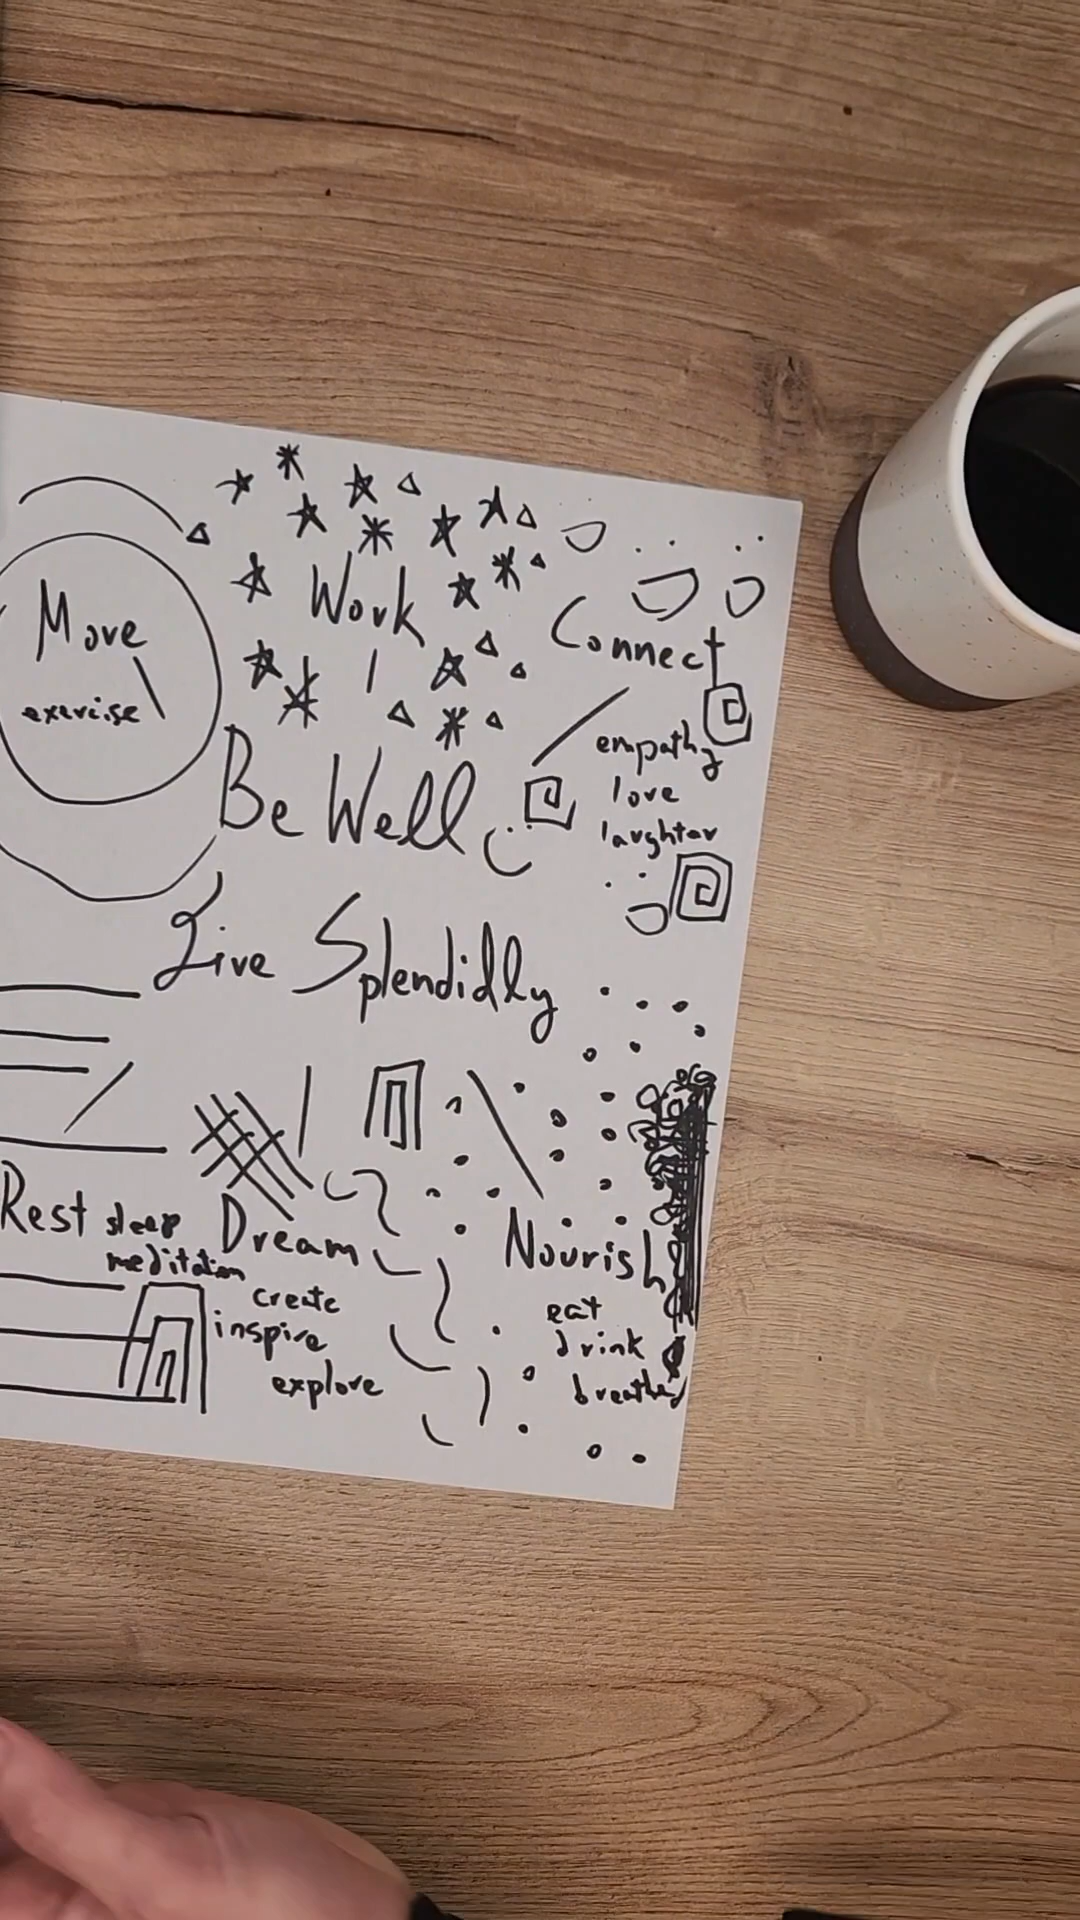 Work
Move
exercise
Connect
empathy
love
laughter
Be Well
Live Splendidly
Rest sleep
meditation
Dream
create
inspire
explore
Nourish
eat
drink
breathe